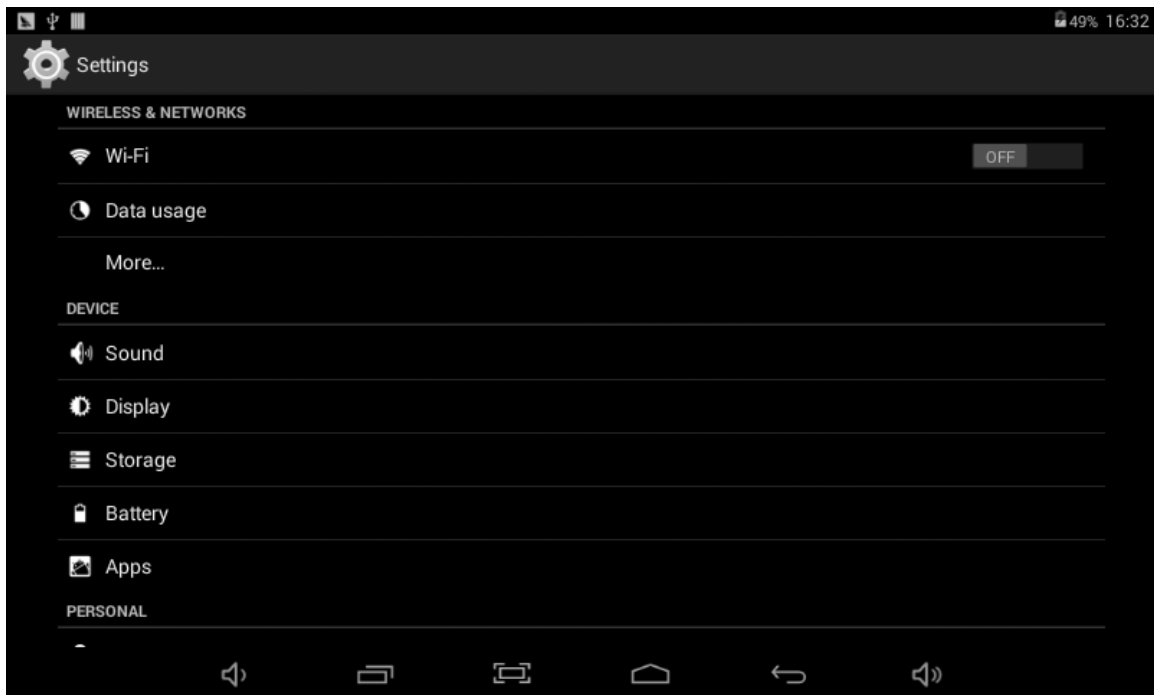 49% 16:32
Settings
WIRELESS & NETWORKS
Wi-Fi
OFF
Data usage
More...
DEVICE
Sound
Display
Storage
Battery
Apps
PERSONAL